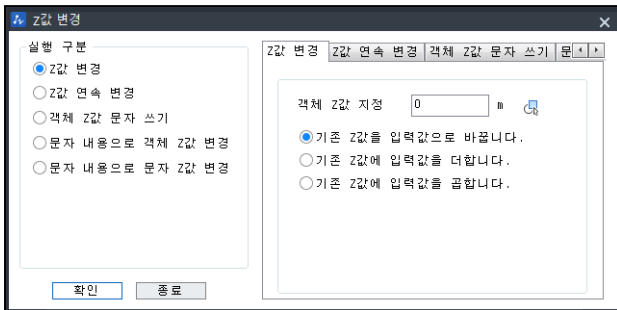 Z값 변경
실행 구분
Z값 변경
Z값 연속 변경
객체 Z값 문자 쓰기
문자 내용으로 객체 Z값 변경
문자 내용으로 문자 Z값 변경
확인
종료
Z값 변경 Z값 연속 변경 객체 Z값 문자 쓰기 문
객체 Z값 지정 0 m
기존 Z값을 입력값으로 바꿉니다.
기존 Z값에 입력값을 더합니다.
기존 Z값에 입력값을 곱합니다.